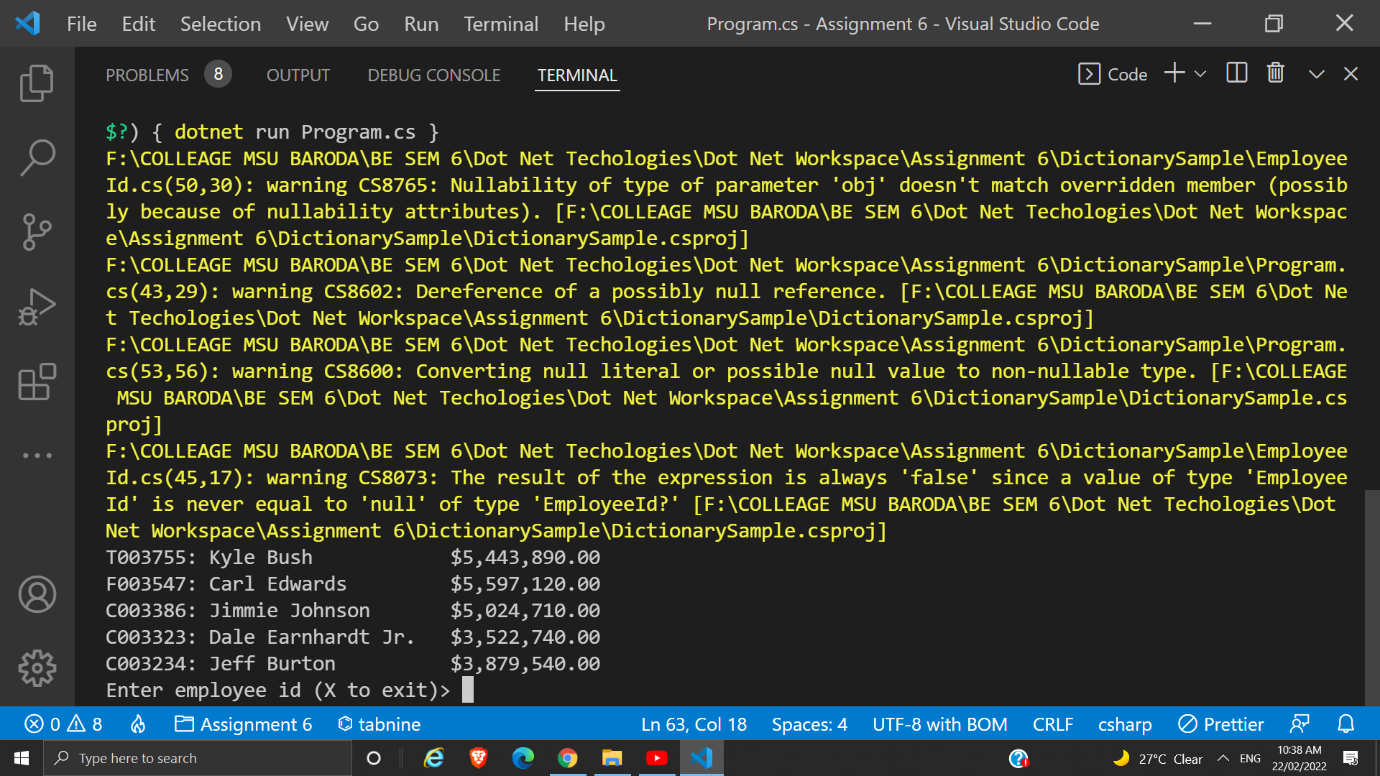 File Edit Selection View Go Run Terminal Help Program.cs - Assignment 6 - Visual Studio Code
PROBLEMS 8 OUTPUT DEBUG CONSOLE TERMINAL Code
$?) { dotnet run Program.cs }
F:\COLLEAGE MSU BARODA\BE SEM 6\Dot Net Techologies\Dot Net Workspace\Assignment 6\DictionarySample\Employee
Id.cs(50,30): warning CS8765: Nullability of type of parameter 'obj' doesn't match overridden member (possib
ly because of nullability attributes). [F:\COLLEAGE MSU BARODA\BE SEM 6\Dot Net Techologies\Dot Net Workspac
e\Assignment 6\DictionarySample\DictionarySample.csproj]
F:\COLLEAGE MSU BARODA\BE SEM 6\Dot Net Techologies\Dot Net Workspace\Assignment 6\DictionarySample\Program.
cs(43,29): warning CS8602: Dereference of a possibly null reference. [F:\COLLEAGE MSU BARODA\BE SEM 6\Dot Ne
t Techologies\Dot Net Workspace\Assignment 6\DictionarySample\DictionarySample.csproj]
F:\COLLEAGE MSU BARODA\BE SEM 6\Dot Net Techologies\Dot Net Workspace\Assignment 6\DictionarySample\Program.
cs(53,56): warning CS8600: Converting null literal or possible null value to non-nullable type. [F:\COLLEAGE
 MSU BARODA\BE SEM 6\Dot Net Techologies\Dot Net Workspace\Assignment 6\DictionarySample\DictionarySample.cs
proj]
F:\COLLEAGE MSU BARODA\BE SEM 6\Dot Net Techologies\Dot Net Workspace\Assignment 6\DictionarySample\Employee
Id.cs(45,17): warning CS8073: The result of the expression is always 'false' since a value of type 'Employee
Id' is never equal to 'null' of type 'EmployeeId?' [F:\COLLEAGE MSU BARODA\BE SEM 6\Dot Net Techologies\Dot
Net Workspace\Assignment 6\DictionarySample\DictionarySample.csproj]
T003755: Kyle Bush $5,443,890.00
F003547: Carl Edwards $5,597,120.00
C003386: Jimmie Johnson $5,024,710.00
C003323: Dale Earnhardt Jr. $3,522,740.00
C003234: Jeff Burton $3,879,540.00
Enter employee id (X to exit)>
0 8 Assignment 6 tabnine Ln 63, Col 18 Spaces: 4 UTF-8 with BOM CRLF csharp Prettier
Type here to search 27°C Clear ENG 10:38 AM
22/02/2022